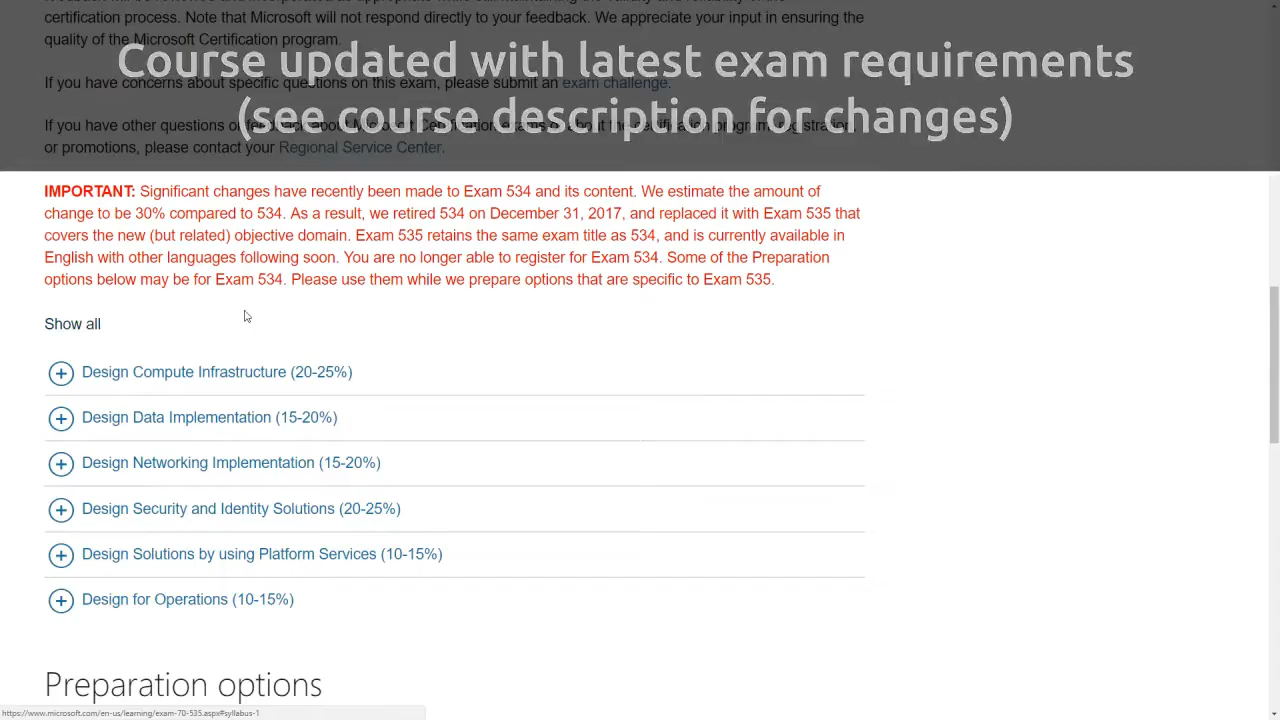 certification process. Note that Microsoft will not respond directly to your feedback. We appreciate your input in ensuring the
quality of the Microsoft Certification program.
Course updated with latest exam requirements
If you have concerns about specific questions on this exam, please submit an exam challenge.
(see course description for changes)
If you have other questions or feedback about Microsoft Certification exams or about the certification program, registration,
or promotions, please contact your Regional Service Center.
IMPORTANT: Significant changes have recently been made to Exam 534 and its content. We estimate the amount of
change to be 30% compared to 534. As a result, we retired 534 on December 31, 2017, and replaced it with Exam 535 that
covers the new (but related) objective domain. Exam 535 retains the same exam title as 534, and is currently available in
English with other languages following soon. You are no longer able to register for Exam 534. Some of the Preparation
options below may be for Exam 534. Please use them while we prepare options that are specific to Exam 535.
Show all
Design Compute Infrastructure (20-25%)
Design Data Implementation (15-20%)
Design Networking Implementation (15-20%)
Design Security and Identity Solutions (20-25%)
Design Solutions by using Platform Services (10-15%)
Design for Operations (10-15%)
Preparation options
https://www.microsoft.com/en-us/learning/exam-70-535.aspx#syllabus-1